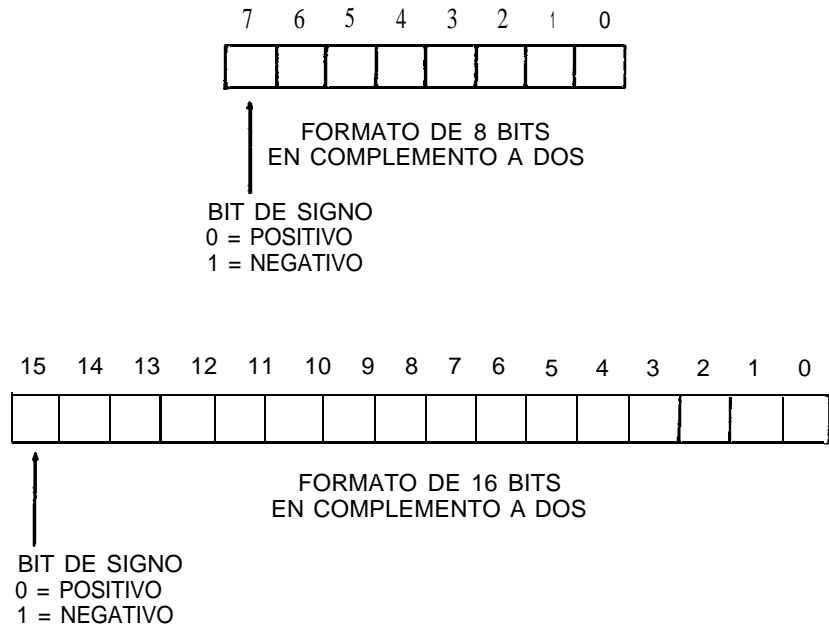 7 6 5 4 3 2 1 0
FORMATO DE 8 BITS
EN COMPLEMENTO A DOS
BIT DE SIGNO
0 = POSITIVO
1 = NEGATIVO
15 14 13 12 11 10 9 8 7 6 5 4 3 2 1 0
FORMATO DE 16 BITS
EN COMPLEMENTO A DOS
BIT DE SIGNO
0 = POSITIVO
1 = NEGATIVO